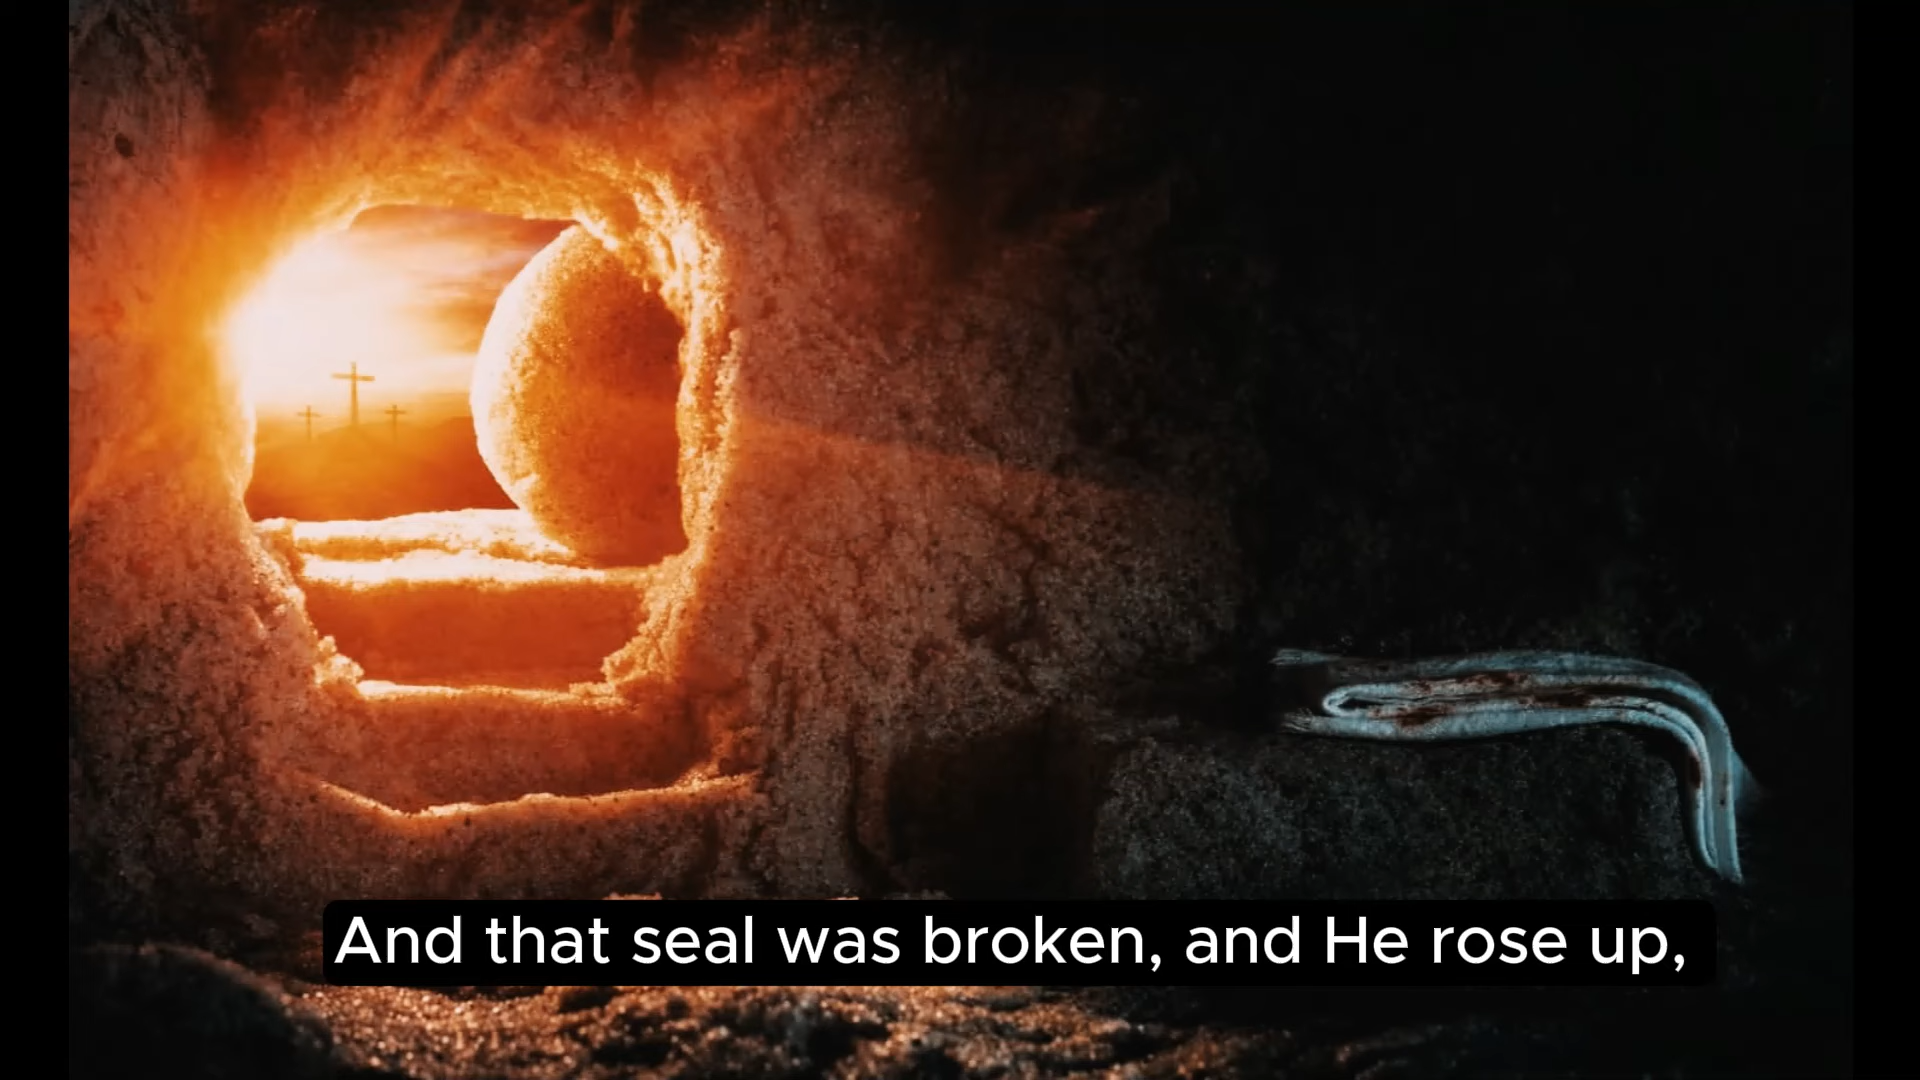 And that seal was broken, and He rose up,